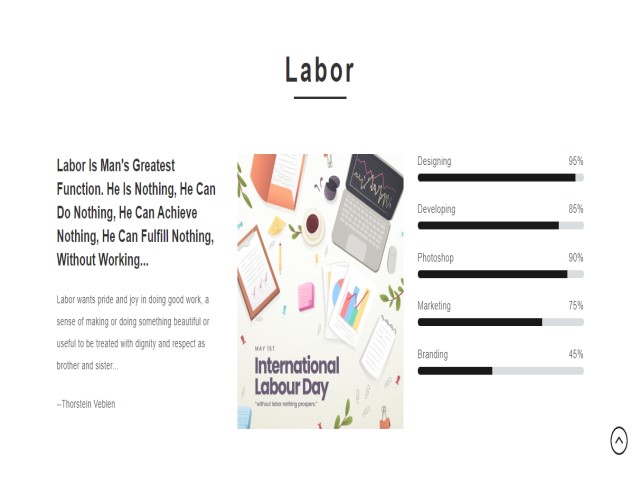 Labor
Labor Is Man's Greatest
Function. He Is Nothing, He Can
Do Nothing, He Can Achieve
Nothing, He Can Fulfill Nothing,
Without Working...
Labor wants pride and joy in doing good work, a
sense of making or doing something beautiful or
useful to be treated with dignity and respect as
brother and sister...
--Thorstein Veblen
MAY 1ST
International
Labour Day
"without labor nothing prospers."
Designing 95%
Developing 85%
Photoshop 90%
Marketing 75%
Branding 45%